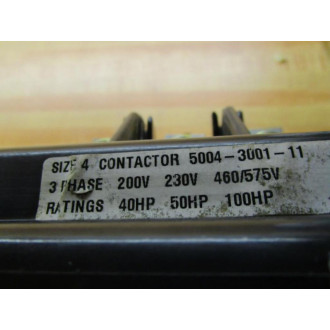 SIZE 4 CONTACTOR 5004-3001-11
3 PHASE 200V 230V 460/575V
RATINGS 40HP 50HP 100HP